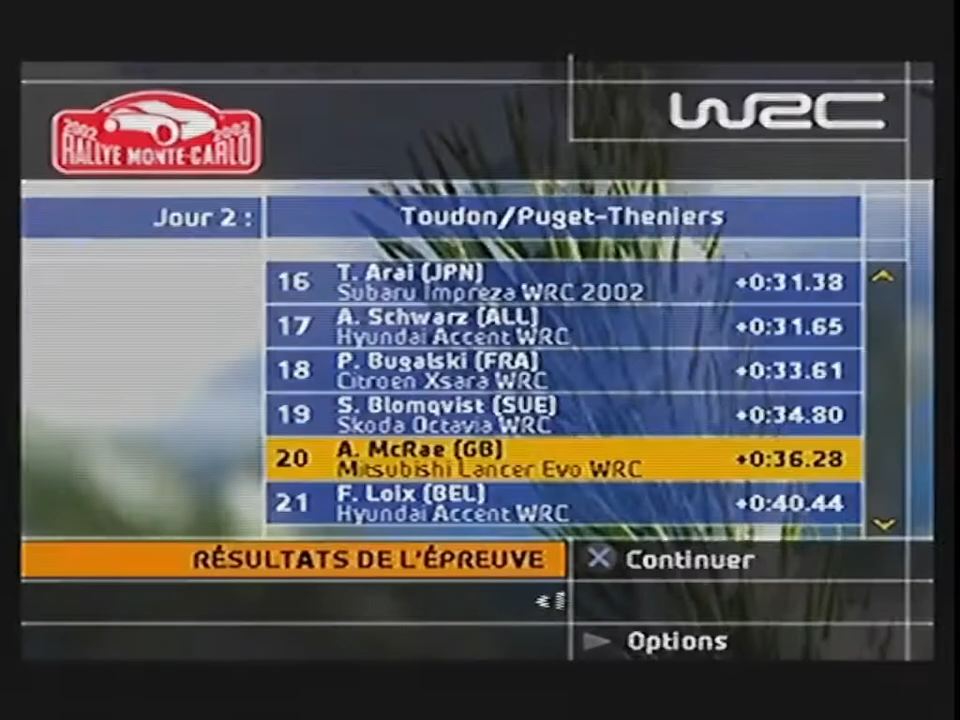 2002 2002
RALLYE MONTE-CARLO
WRC
Jour 2 : Toudon/Puget-Theniers
16 T. Arai (JPN) +0:31.38
Subaru Impreza WRC 2002
17 A. Schwarz (ALL) +0:31.65
Hyundai Accent WRC
18 P. Bugalski (FRA) +0:33.61
Citroen Xsara WRC
19 S. Blomqvist (SUE) +0:34.80
Skoda Octavia WRC
20 A. McRae (GB) +0:36.28
Mitsubishi Lancer Evo WRC
21 F. Loix (BEL) +0:40.44
Hyundai Accent WRC
RÉSULTATS DE L'ÉPREUVE
Continuer
Options